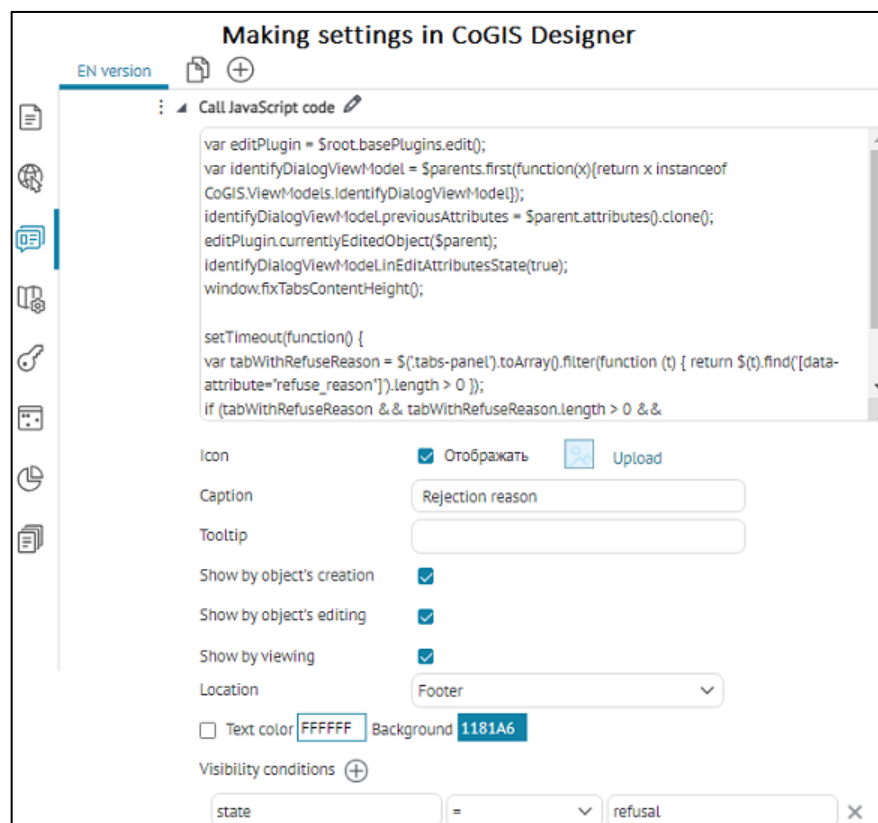 Making settings in CoGIS Designer
EN version
Call JavaScript code
var editPlugin = $root.basePlugins.edit();
var identifyDialogViewModel = $parents.first(function(x){return x instanceof
CoGIS.ViewModels.IdentifyDialogViewModel});
identifyDialogViewModel.previousAttributes = $parent.attributes().clone();
editPlugin.currentlyEditedObject($parent);
identifyDialogViewModel.inEditAttributesState(true);
window.fixTabsContentHeight();
setTimeout(function() {
var tabWithRefuseReason = $('.tabs-panel').toArray().filter(function (t) { return $(t).find('[data-
attribute="refuse_reason"]').length > 0 });
if (tabWithRefuseReason && tabWithRefuseReason.length > 0 &&
Icon Отображать Upload
Caption Rejection reason
Tooltip
Show by object's creation
Show by object's editing
Show by viewing
Location Footer
Text color FFFFFF Background 1181A6
Visibility conditions
state = refusal